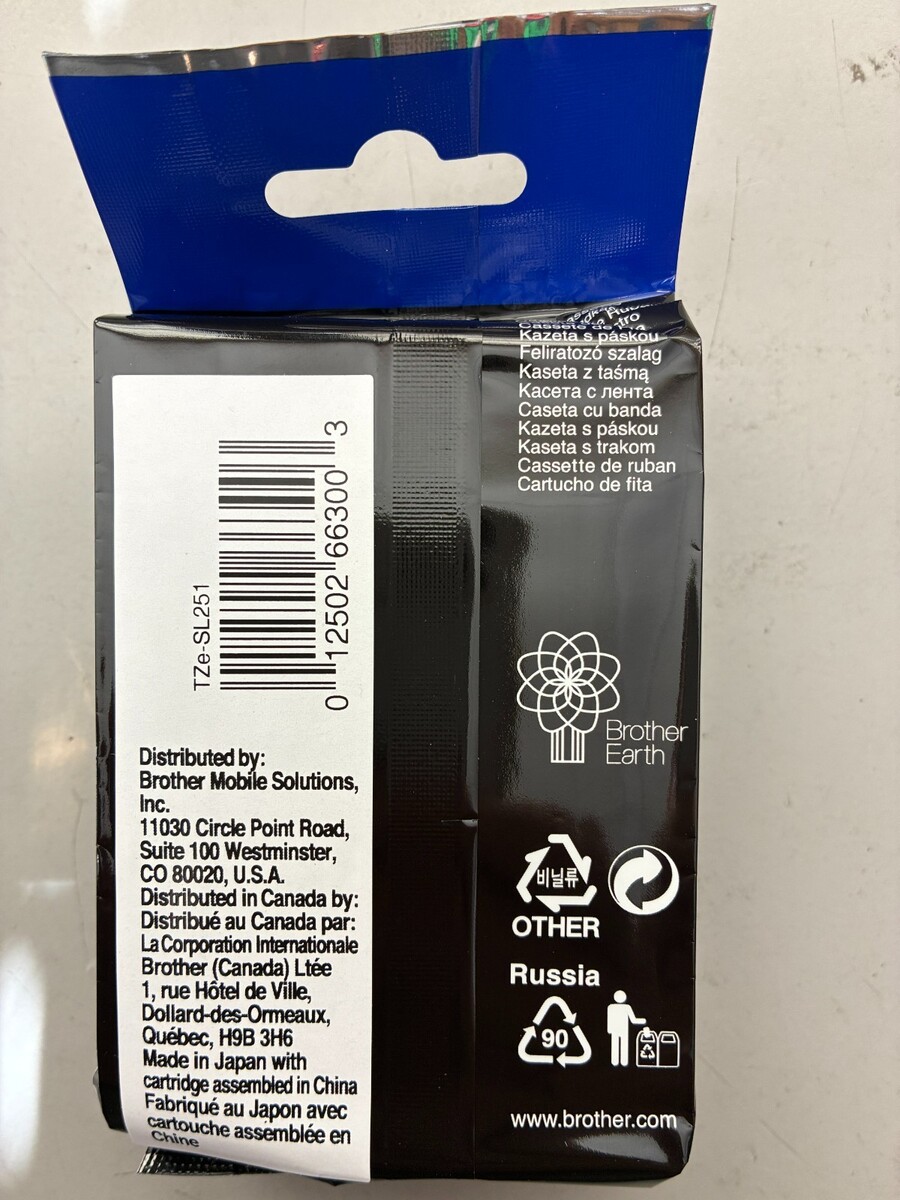 TZe-SL251
0 12502 66300 3
Distributed by:
Brother Mobile Solutions,
Inc.
11030 Circle Point Road,
Suite 100 Westminster,
CO 80020, U.S.A.
Distributed in Canada by:
Distribué au Canada par:
La Corporation Internationale
Brother (Canada) Ltée
1, rue Hôtel de Ville,
Dollard-des-Ormeaux,
Québec, H9B 3H6
Made in Japan with
cartridge assembled in China
Fabriqué au Japon avec
cartouche assemblée en
Chine
Cassete de
Kazeta s páskou
Feliratozó szalag
Kaseta z taśmą
Касета с лента
Caseta cu banda
Kazeta s páskou
Kaseta s trakom
Cassette de ruban
Cartucho de fita
Brother
Earth
비닐류
OTHER
Russia
90
www.brother.com